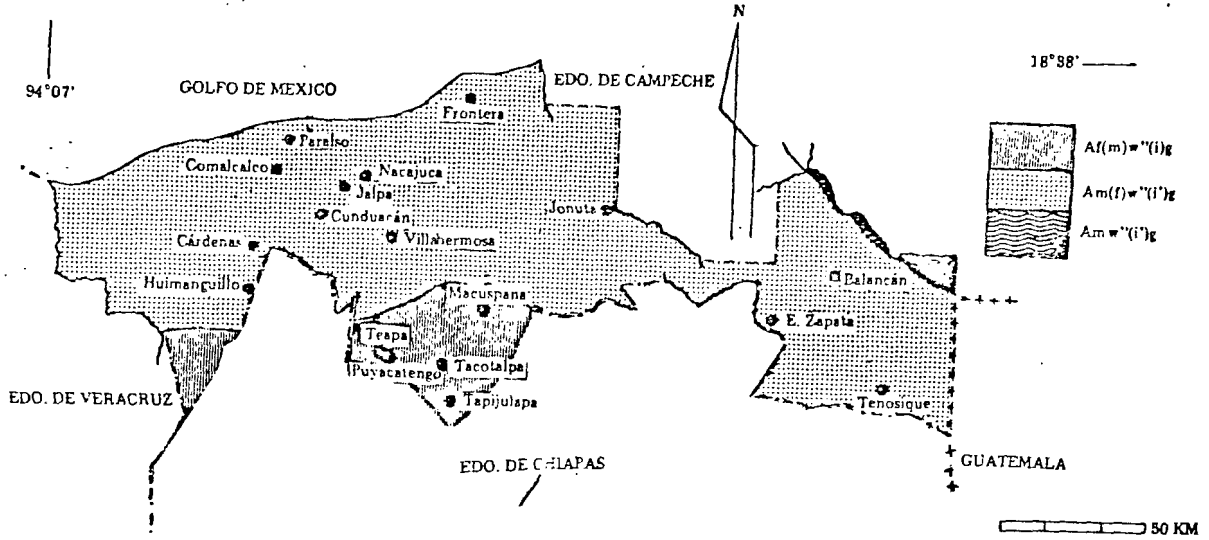 N
18°38'
94°07'
GOLFO DE MEXICO
EDO. DE CAMPECHE
Frontera
Paraíso
Comalcalco
Nacajuca
Jalpa
Cunduacán
Jonuta
Villahermosa
Cárdenas
Huimanguillo
Balancán
Macuspana
E. Zapata
Teapa
Puyacatengo
Tacotalpa
Tapijulapa
Tenosique
EDO. DE VERACRUZ
EDO. DE CHIAPAS
GUATEMALA
Af(m)w"(i)g
Am(f)w"(i')g
Amw"(i')g
50 KM